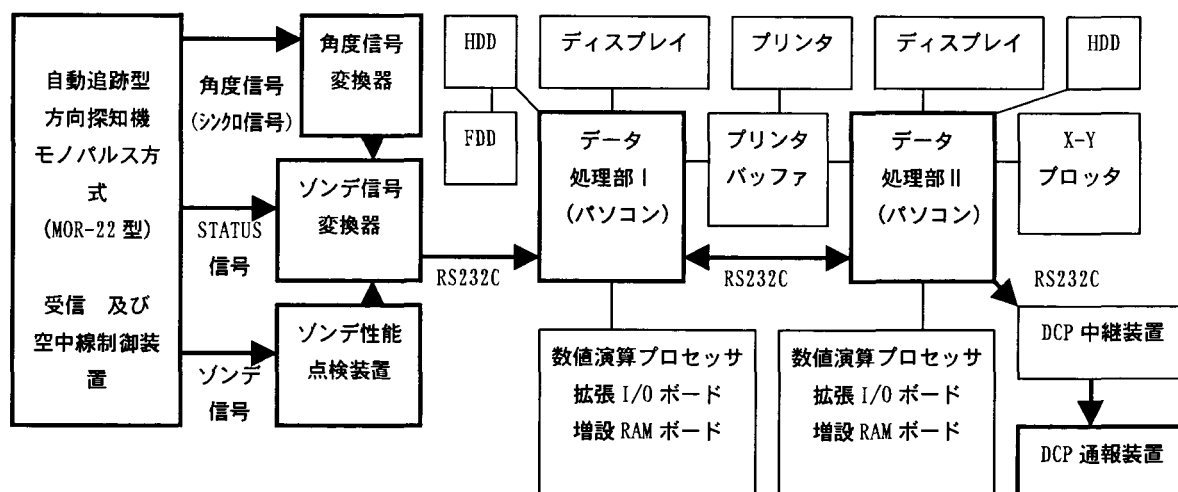 自動追跡型
方向探知機
モノパルス方
式
(MOR-22 型)
受信 及び
空中線制御装
置
角度信号
(シンクロ信号)
STATUS
信号
ゾンデ
信号
角度信号
変換器
ゾンデ信号
変換器
ゾンデ性能
点検装置
RS232C
HDD
FDD
ディスプレイ
データ
処理部Ⅰ
(パソコン)
数値演算プロセッサ
拡張 I/O ボード
増設 RAM ボード
プリンタ
プリンタ
バッファ
RS232C
ディスプレイ
データ
処理部Ⅱ
(パソコン)
数値演算プロセッサ
拡張 I/O ボード
増設 RAM ボード
HDD
X-Y
プロッタ
RS232C
DCP 中継装置
DCP 通報装置